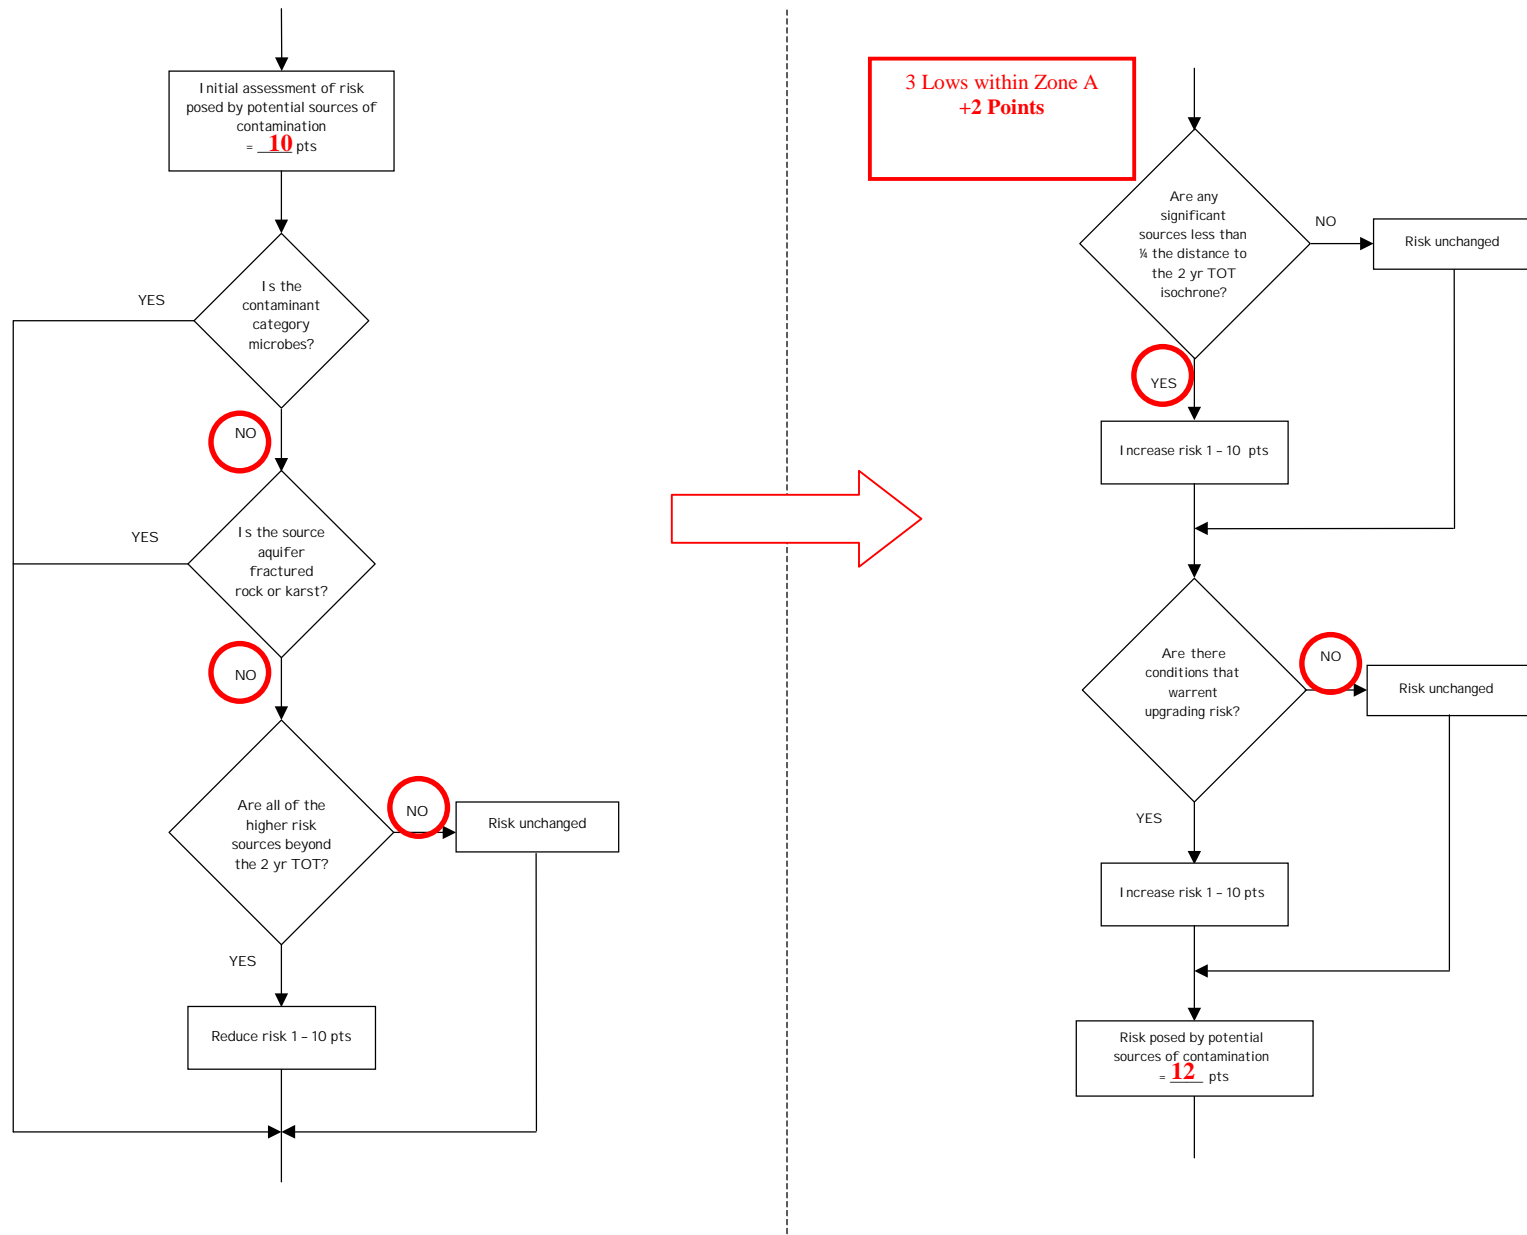 Initial assessment of risk
posed by potential sources of
contamination
= 10 pts
Is the
contaminant
category
microbes?
YES
NO
Is the source
aquifer
fractured
rock or karst?
YES
NO
Are all of the
higher risk
sources beyond
the 2 yr TOT?
NO
Risk unchanged
YES
Reduce risk 1 – 10 pts
3 Lows within Zone A
+2 Points
Are any
significant
sources less than
¼ the distance to
the 2 yr TOT
isochrone?
NO
Risk unchanged
YES
Increase risk 1 – 10 pts
Are there
conditions that
warrent
upgrading risk?
NO
Risk unchanged
YES
Increase risk 1 – 10 pts
Risk posed by potential
sources of contamination
= 12 pts